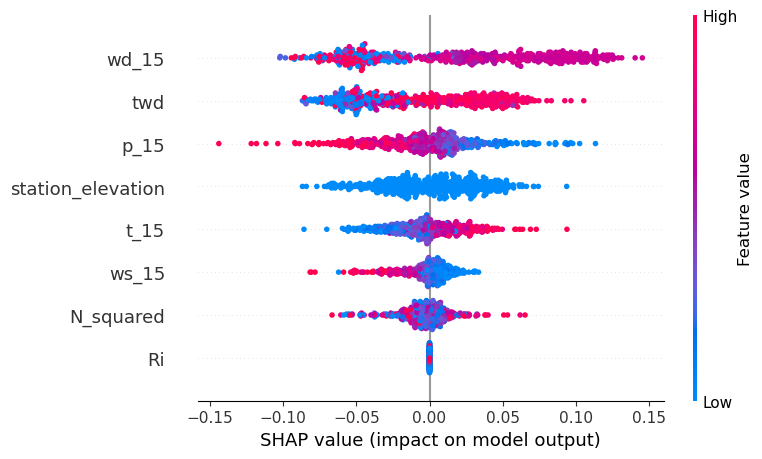 High
wd_15
twd
p_15
station_elevation
t_15
ws_15
N_squared
Ri
Feature value
Low
−0.15 −0.10 −0.05 0.00 0.05 0.10 0.15
SHAP value (impact on model output)